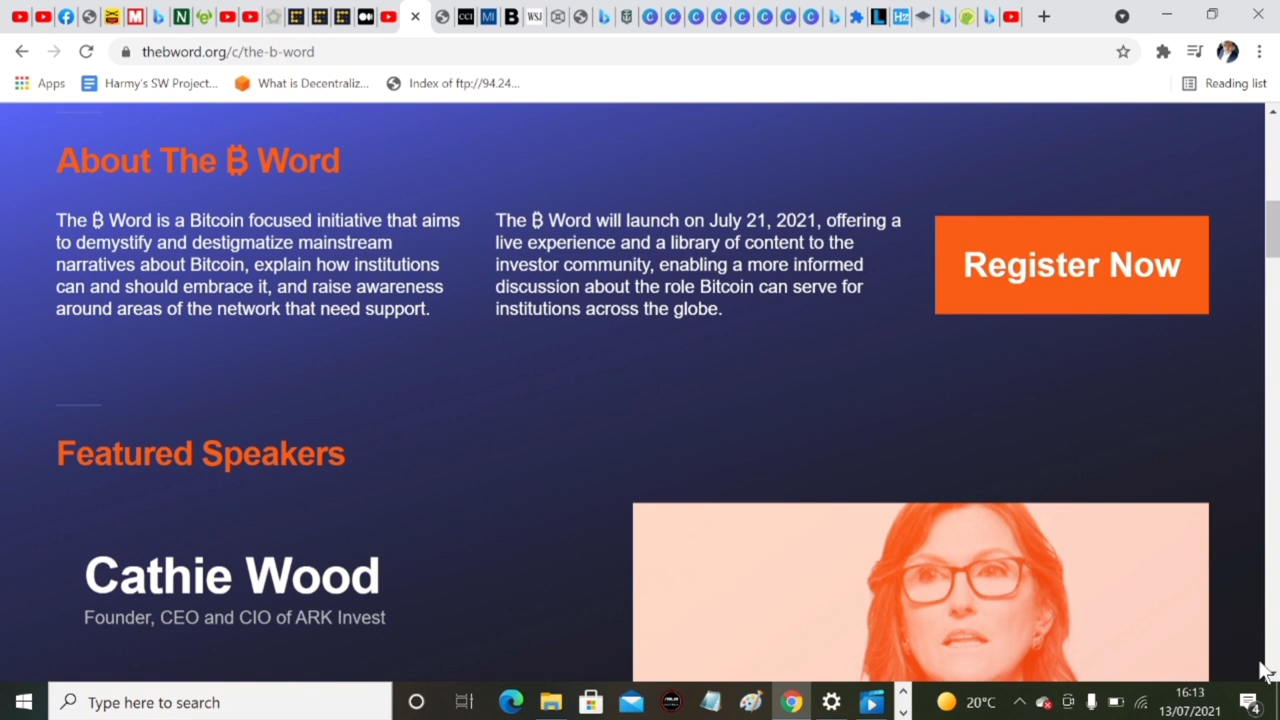 CCI
MI
B
WSJ
L
Hz
thebword.org/c/the-b-word
Apps
Harmy's SW Project...
What is Decentraliz...
Index of ftp://94.24...
Reading list
About The ₿ Word
The ₿ Word is a Bitcoin focused initiative that aims
to demystify and destigmatize mainstream
narratives about Bitcoin, explain how institutions
can and should embrace it, and raise awareness
around areas of the network that need support.
The ₿ Word will launch on July 21, 2021, offering a
live experience and a library of content to the
investor community, enabling a more informed
discussion about the role Bitcoin can serve for
institutions across the globe.
Register Now
Featured Speakers
Cathie Wood
Founder, CEO and CIO of ARK Invest
Type here to search
20°C
16:13
13/07/2021
4